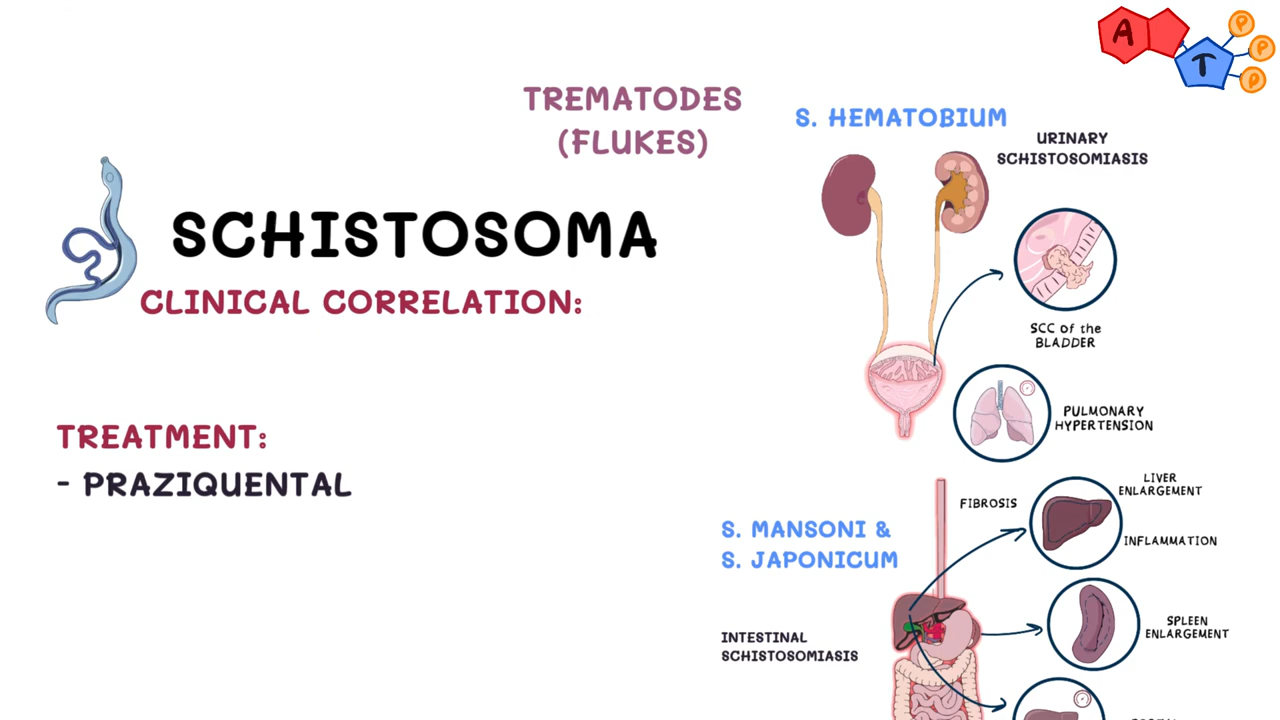 A T P P P
TREMATODES
(FLUKES)
SCHISTOSOMA
CLINICAL CORRELATION:
TREATMENT:
- PRAZIQUENTAL
S. HEMATOBIUM
URINARY
SCHISTOSOMIASIS
SCC of the
BLADDER
PULMONARY
HYPERTENSION
S. MANSONI &
S. JAPONICUM
INTESTINAL
SCHISTOSOMIASIS
FIBROSIS
LIVER
ENLARGEMENT
INFLAMMATION
SPLEEN
ENLARGEMENT